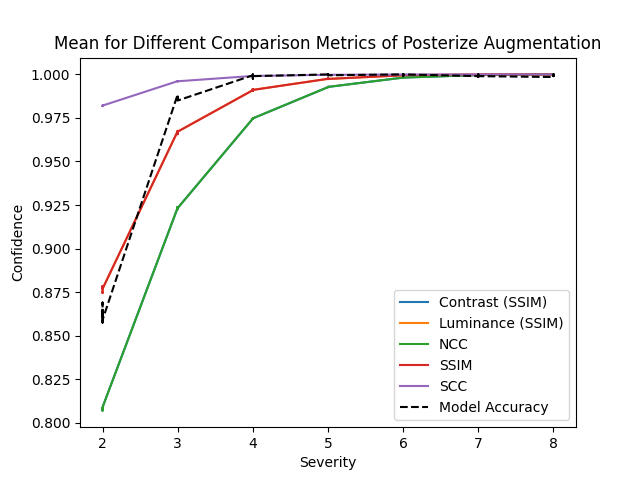 Mean for Different Comparison Metrics of Posterize Augmentation
1.000
0.975
0.950
0.925
0.900
0.875
0.850
0.825
0.800
Confidence
2 3 4 5 6 7 8
Severity
Contrast (SSIM)
Luminance (SSIM)
NCC
SSIM
SCC
Model Accuracy